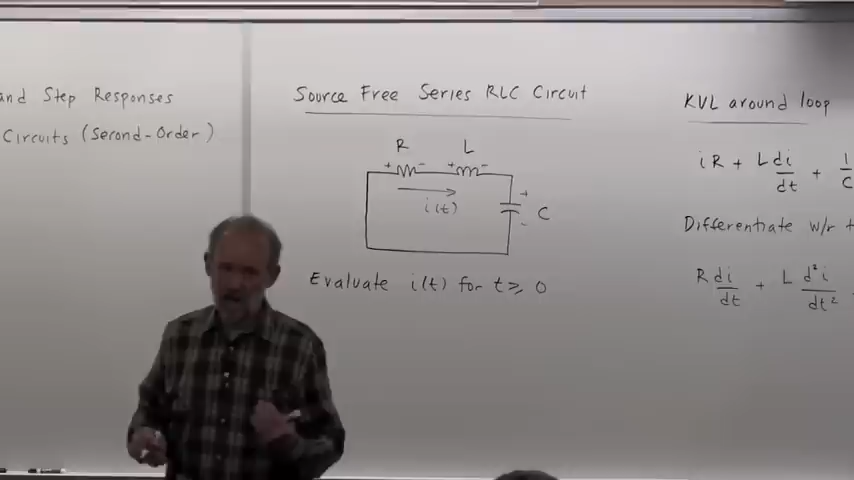 and Step Responses
Circuits (Second-Order)
Source Free Series RLC Circuit
R L
+ - + -
i(t)
+
C
-
Evaluate i(t) for t ≥ 0
KVL around loop
iR + L di/dt + 1/C
Differentiate w/r t
R di/dt + L d²i/dt²